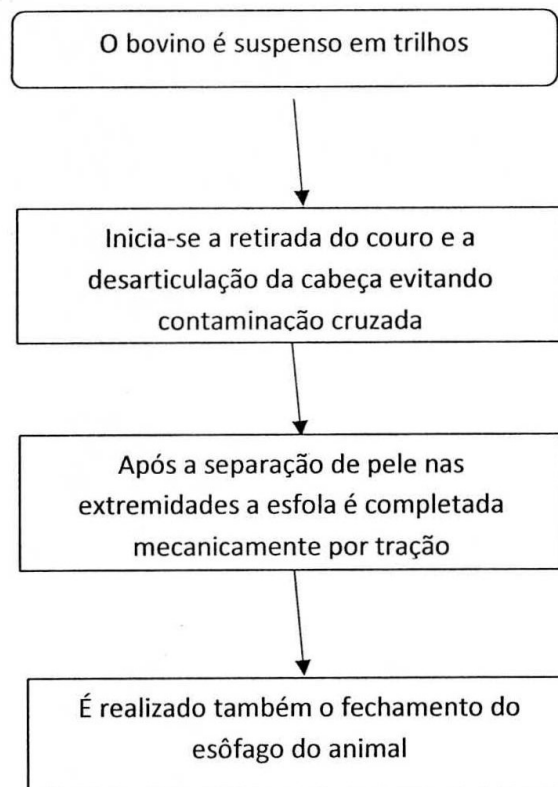 O bovino é suspenso em trilhos
Inicia-se a retirada do couro e a
desarticulação da cabeça evitando
contaminação cruzada
Após a separação de pele nas
extremidades a esfola é completada
mecanicamente por tração
É realizado também o fechamento do
esôfago do animal